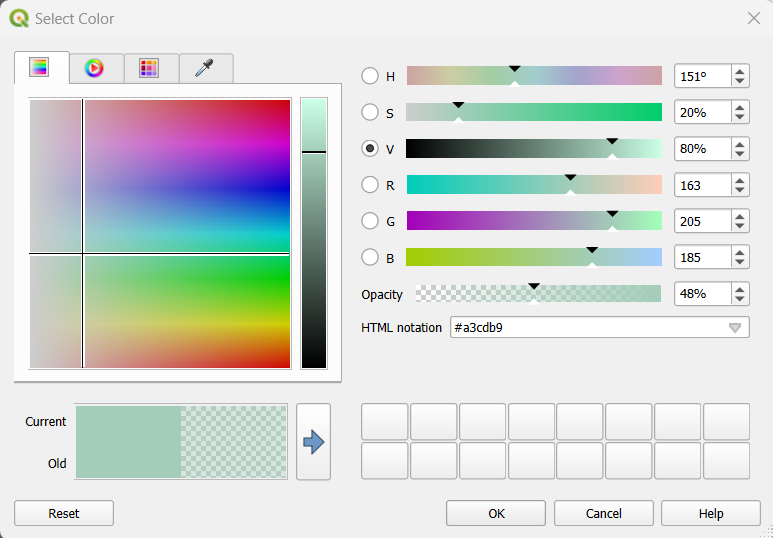 Select Color
H 151°
S 20%
V 80%
R 163
G 205
B 185
Opacity 48%
HTML notation #a3cdb9
Current
Old
Reset
OK
Cancel
Help